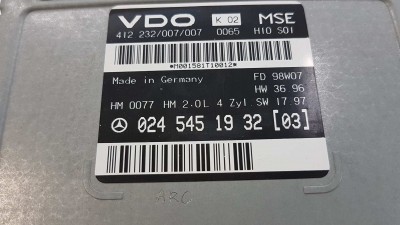 VDO K 02 MSE
412 232/007/007 0065 H10 S01
*M001581T10012*
Made in Germany FD 98W07
HW 36 96
HM 0077 HM 2.0L 4 Zyl SW 17 97
024 545 19 32 [03]